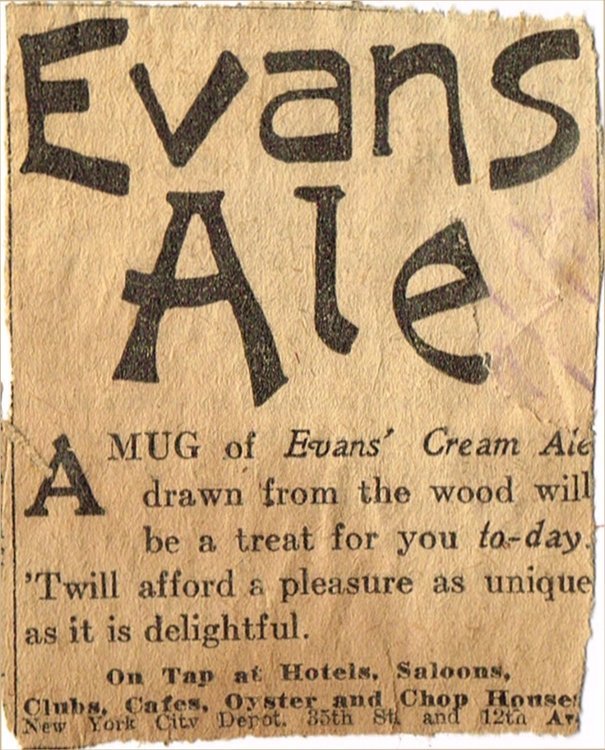 Evans
Ale
A MUG of Evans' Cream Ale
drawn from the wood will
be a treat for you to-day.
'Twill afford a pleasure as unique
as it is delightful.
On Tap at Hotels, Saloons,
Clubs, Cafes, Oyster and Chop Houses
New York City Depot, 35th St. and 12th Av.